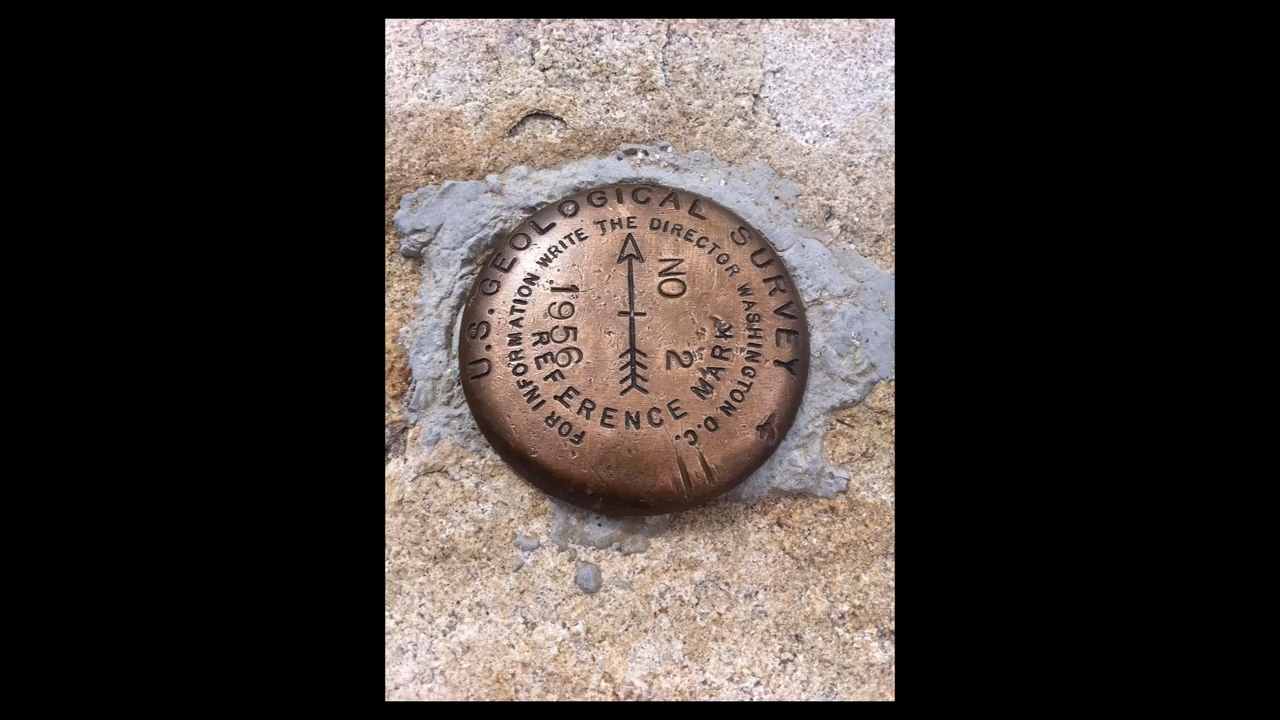 U.S. GEOLOGICAL SURVEY
FOR INFORMATION WRITE THE DIRECTOR WASHINGTON D.C.
1956
NO 2
REFERENCE MARK